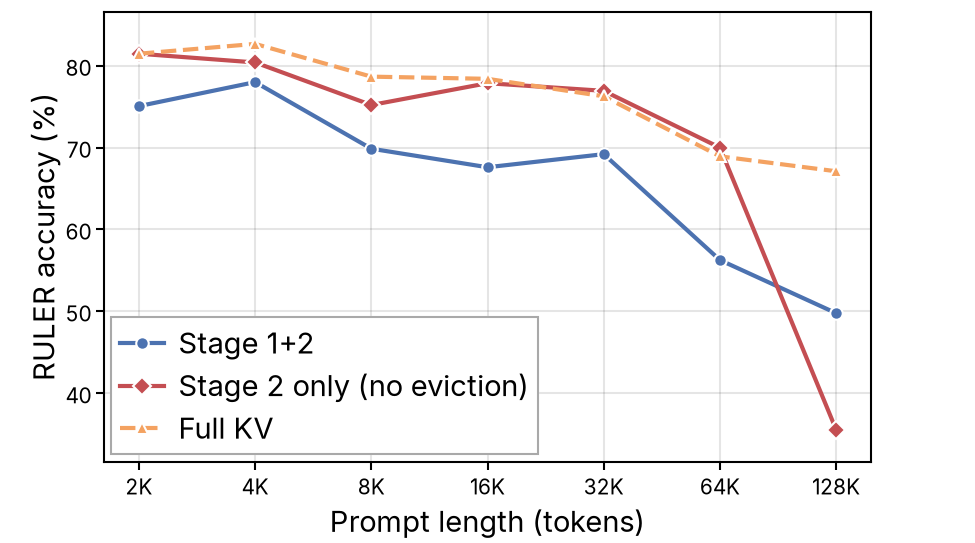 RULER accuracy (%)
80
70
60
50
40
Stage 1+2
Stage 2 only (no eviction)
Full KV
2K 4K 8K 16K 32K 64K 128K
Prompt length (tokens)